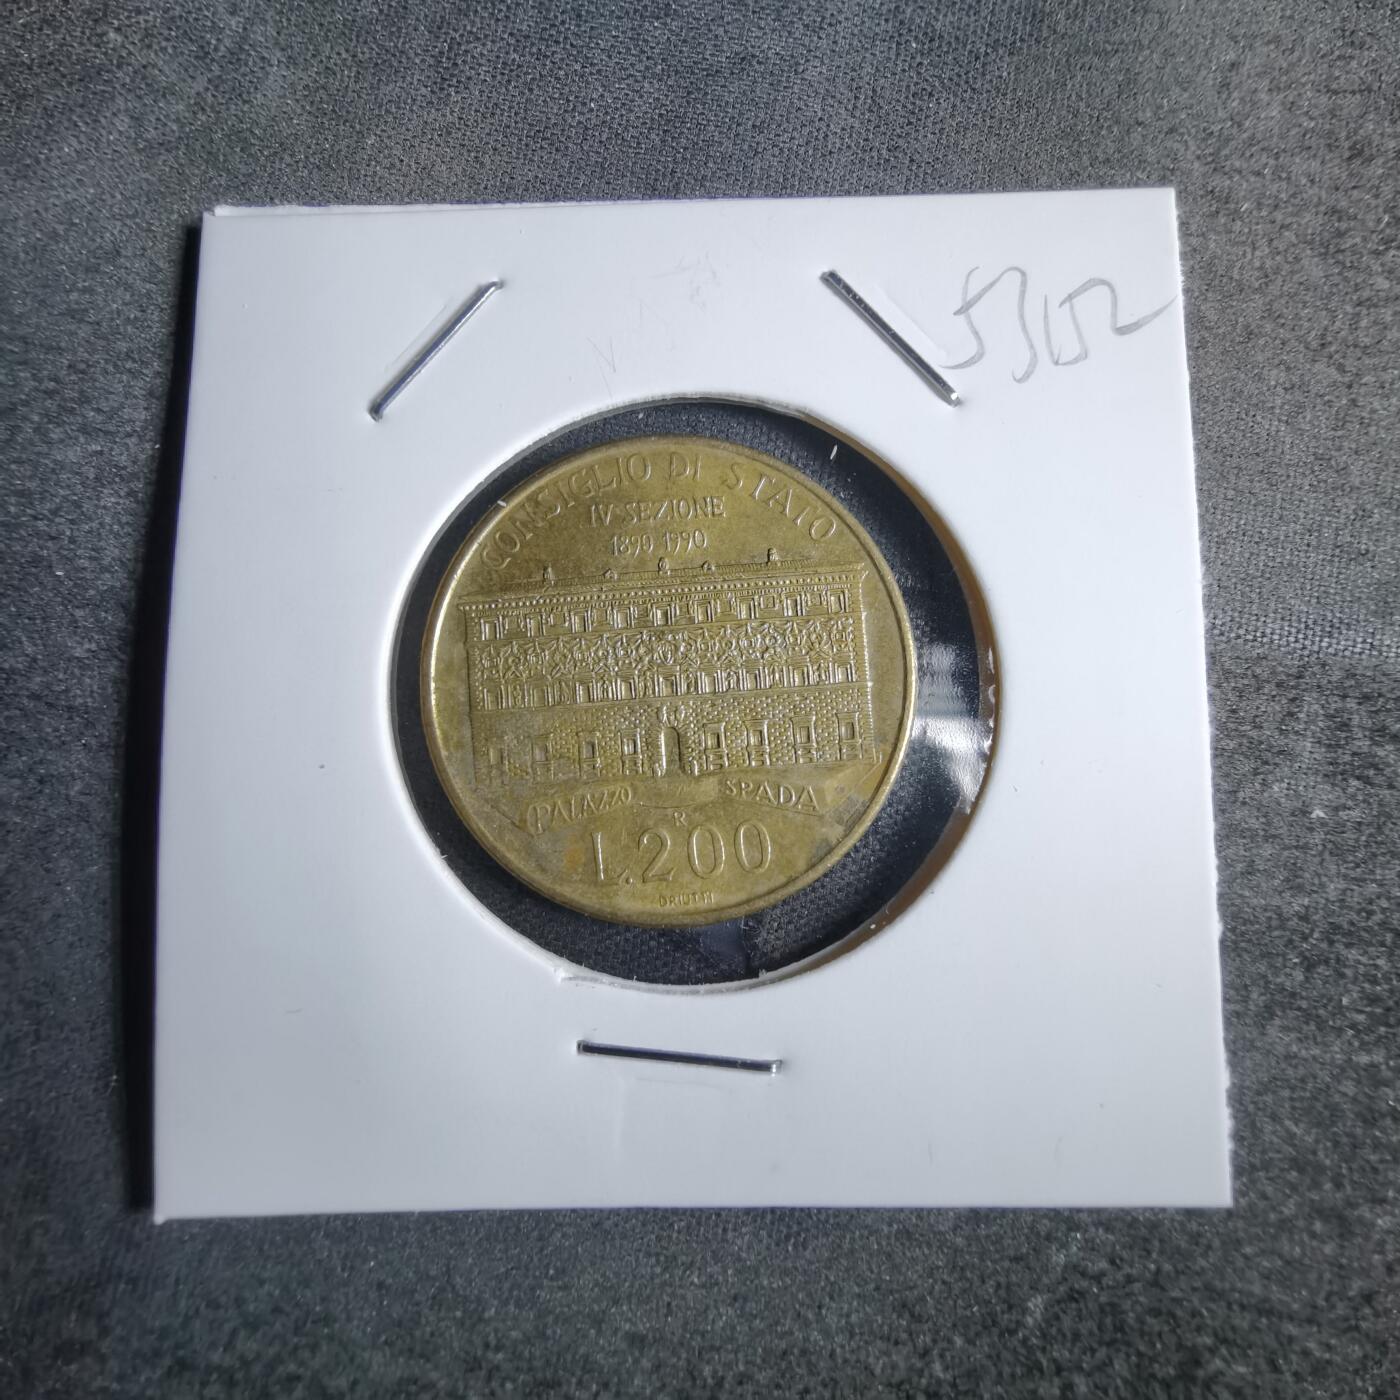 CONSIGLIO DI STATO
IV SEZIONE
1890 1990
PALAZZO SPADA
R
L.200